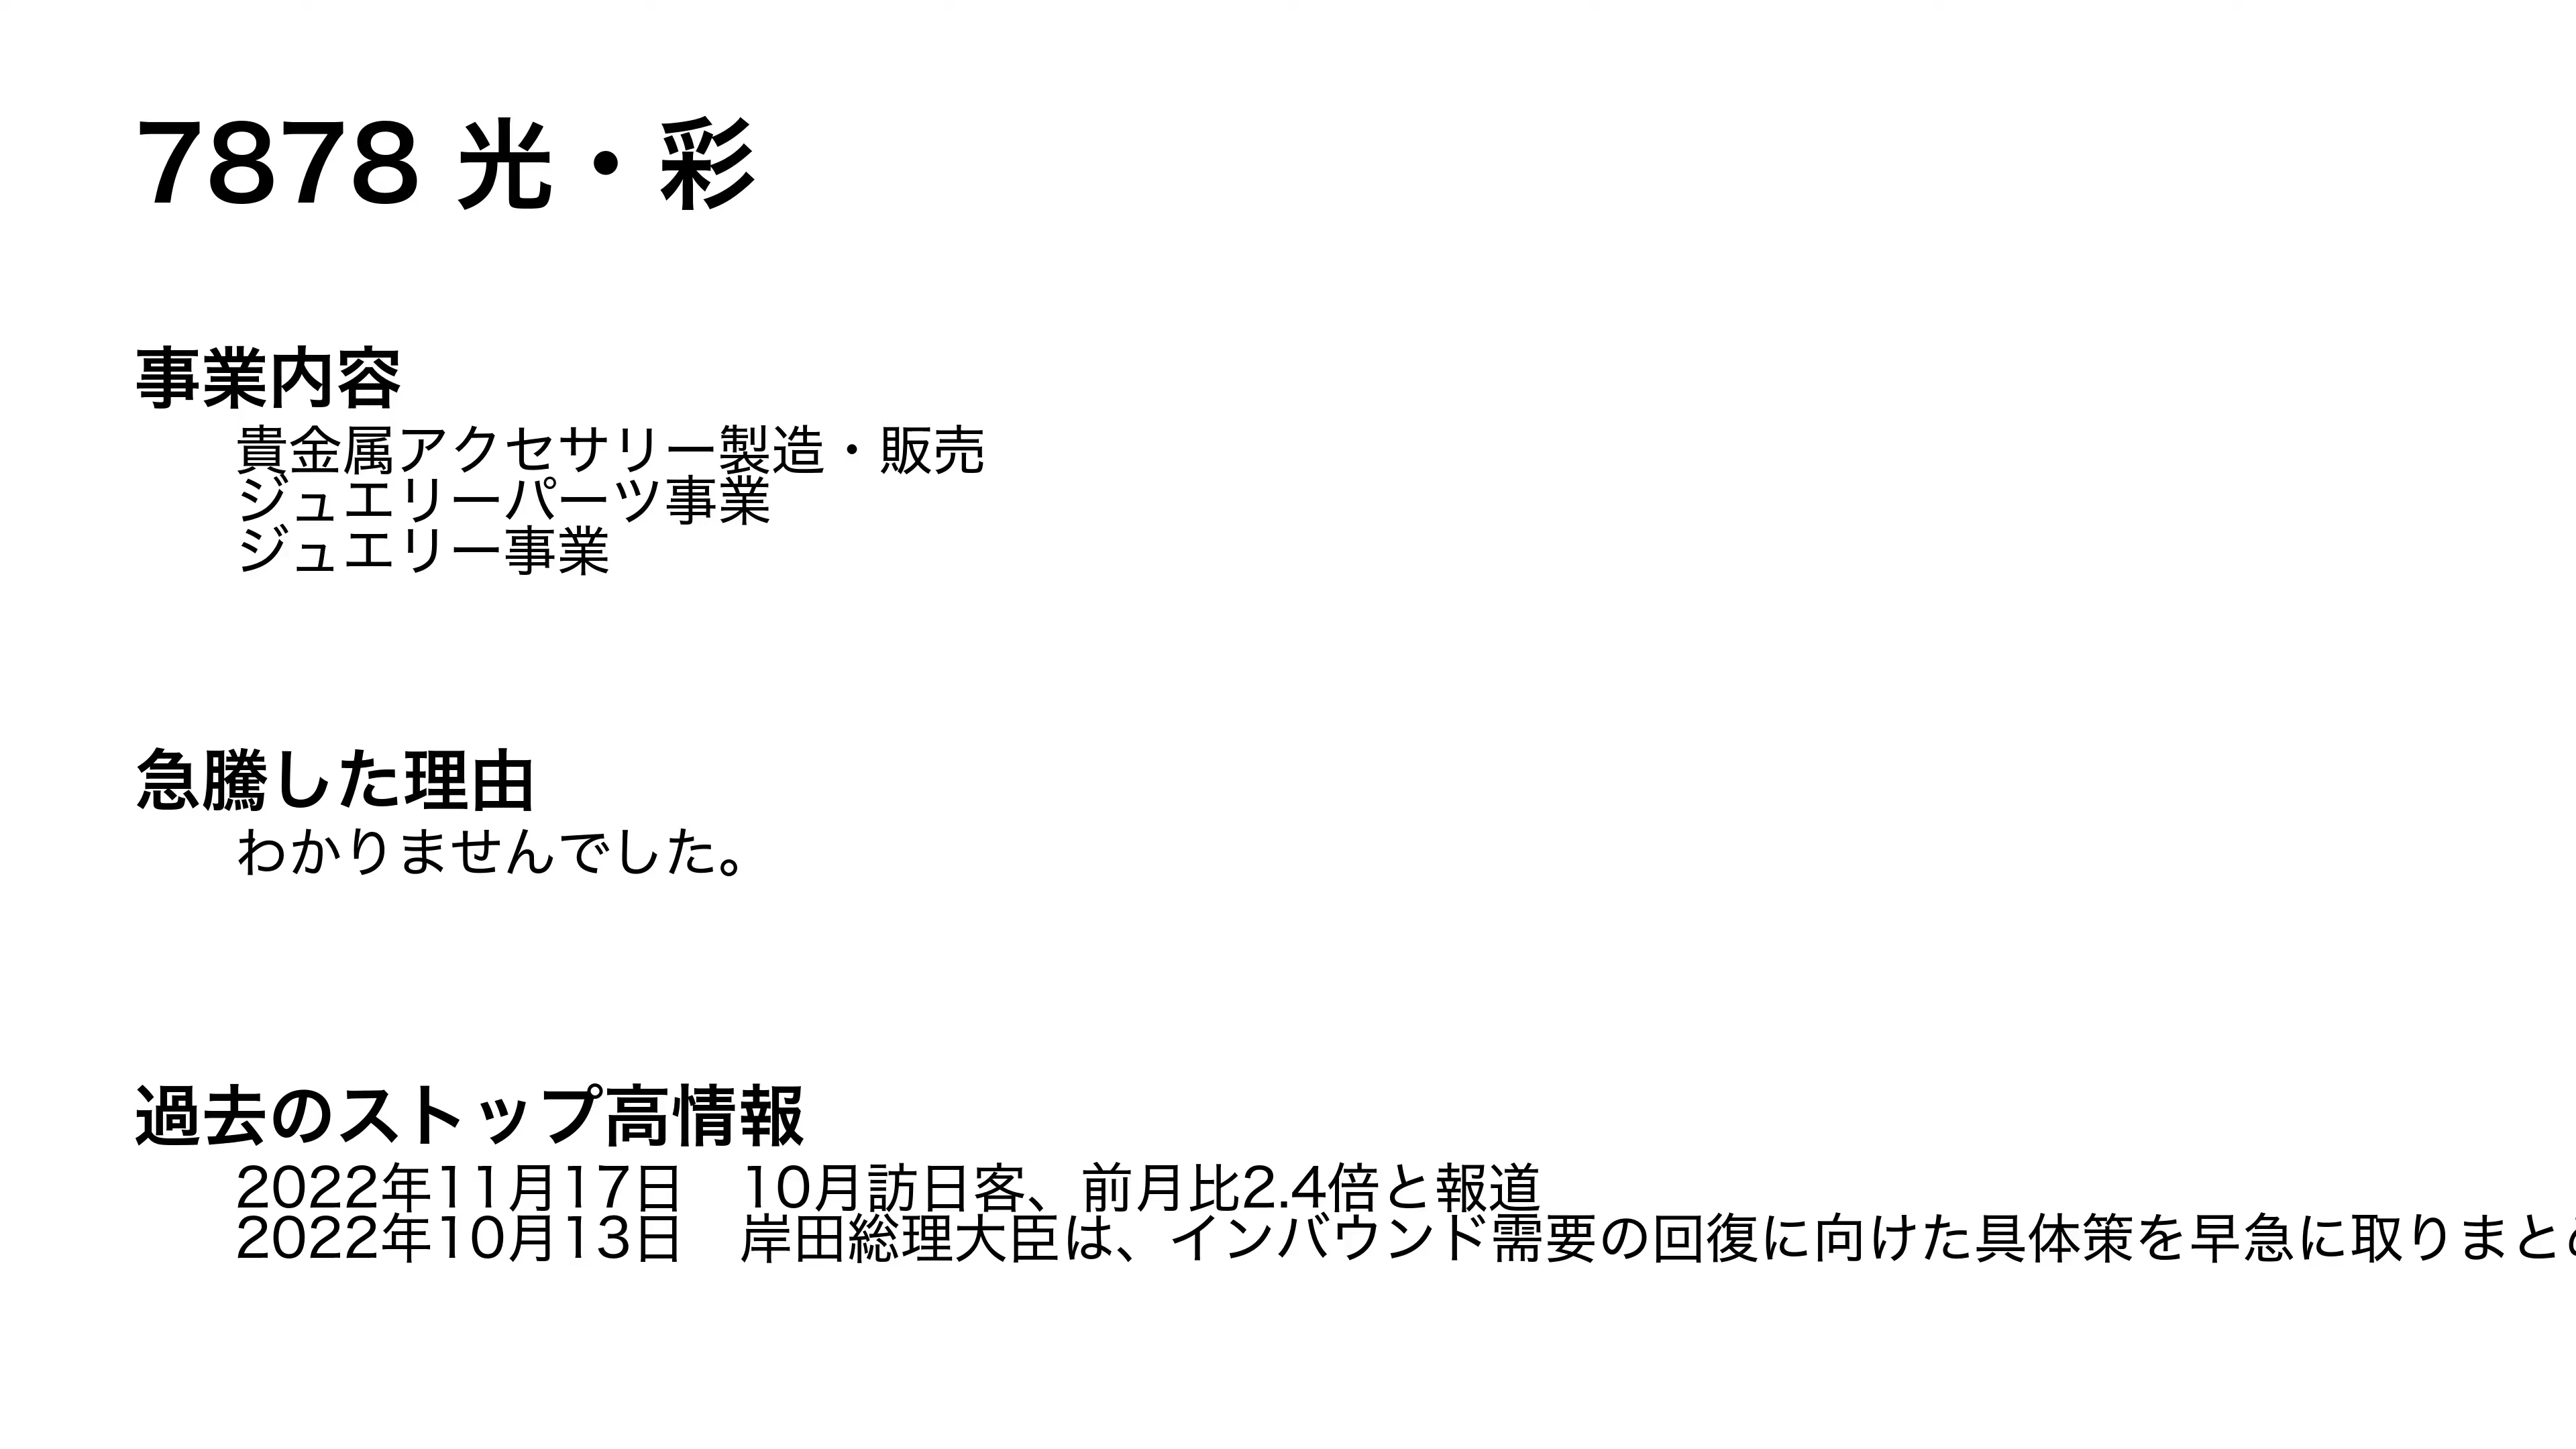 7878 光・彩
事業内容
貴金属アクセサリー製造・販売
ジュエリーパーツ事業
ジュエリー事業
急騰した理由
わかりませんでした。
過去のストップ高情報
2022年11月17日　10月訪日客、前月比2.4倍と報道
2022年10月13日　岸田総理大臣は、インバウンド需要の回復に向けた具体策を早急に取りまと